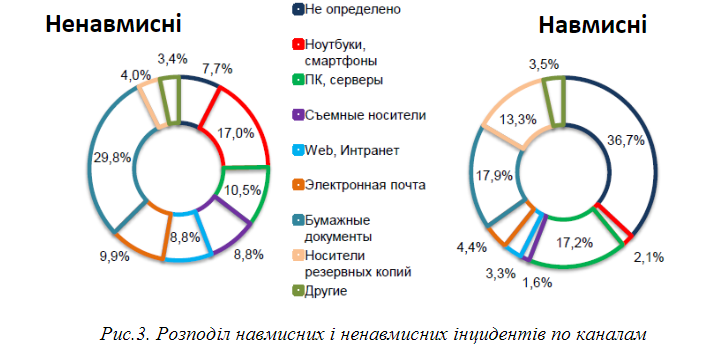 Ненавмисні
3,4%
7,7%
17,0%
10,5%
8,8%
8,8%
9,9%
29,8%
4,0%
Не определено
Ноутбуки,
смартфоны
ПК, серверы
Съемные носители
Web, Интранет
Электронная почта
Бумажные
документы
Носители
резервных копий
Другие
Навмисні
3,5%
36,7%
2,1%
17,2%
1,6%
3,3%
4,4%
17,9%
13,3%
Рис.3. Розподіл навмисних і ненавмисних інцидентів по каналам